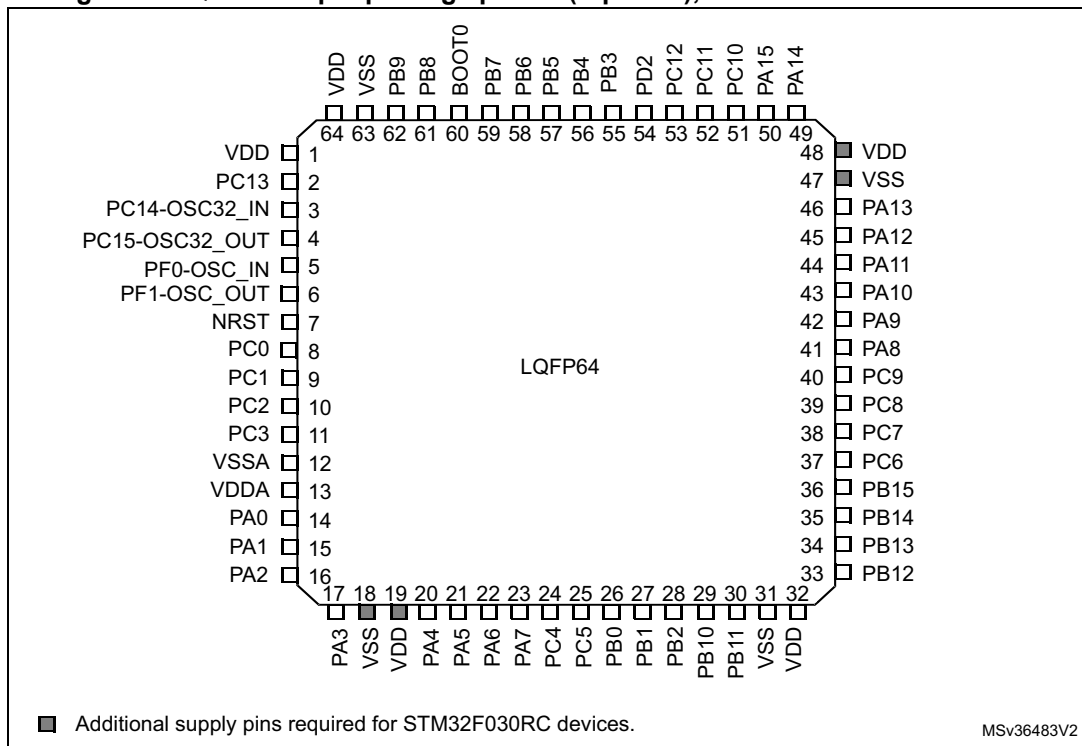 VDD
VSS
PB9
PB8
BOOT0
PB7
PB6
PB5
PB4
PB3
PD2
PC12
PC11
PC10
PA15
PA14
64 63 62 61 60 59 58 57 56 55 54 53 52 51 50 49
VDD 1 48 VDD
PC13 2 47 VSS
PC14-OSC32_IN 3 46 PA13
PC15-OSC32_OUT 4 45 PA12
PF0-OSC_IN 5 44 PA11
PF1-OSC_OUT 6 43 PA10
NRST 7 42 PA9
PC0 8 41 PA8
LQFP64
PC1 9 40 PC9
PC2 10 39 PC8
PC3 11 38 PC7
VSSA 12 37 PC6
VDDA 13 36 PB15
PA0 14 35 PB14
PA1 15 34 PB13
PA2 16 33 PB12
17 18 19 20 21 22 23 24 25 26 27 28 29 30 31 32
PA3
VSS
VDD
PA4
PA5
PA6
PA7
PC4
PC5
PB0
PB1
PB2
PB10
PB11
VSS
VDD
Additional supply pins required for STM32F030RC devices.
MSv36483V2